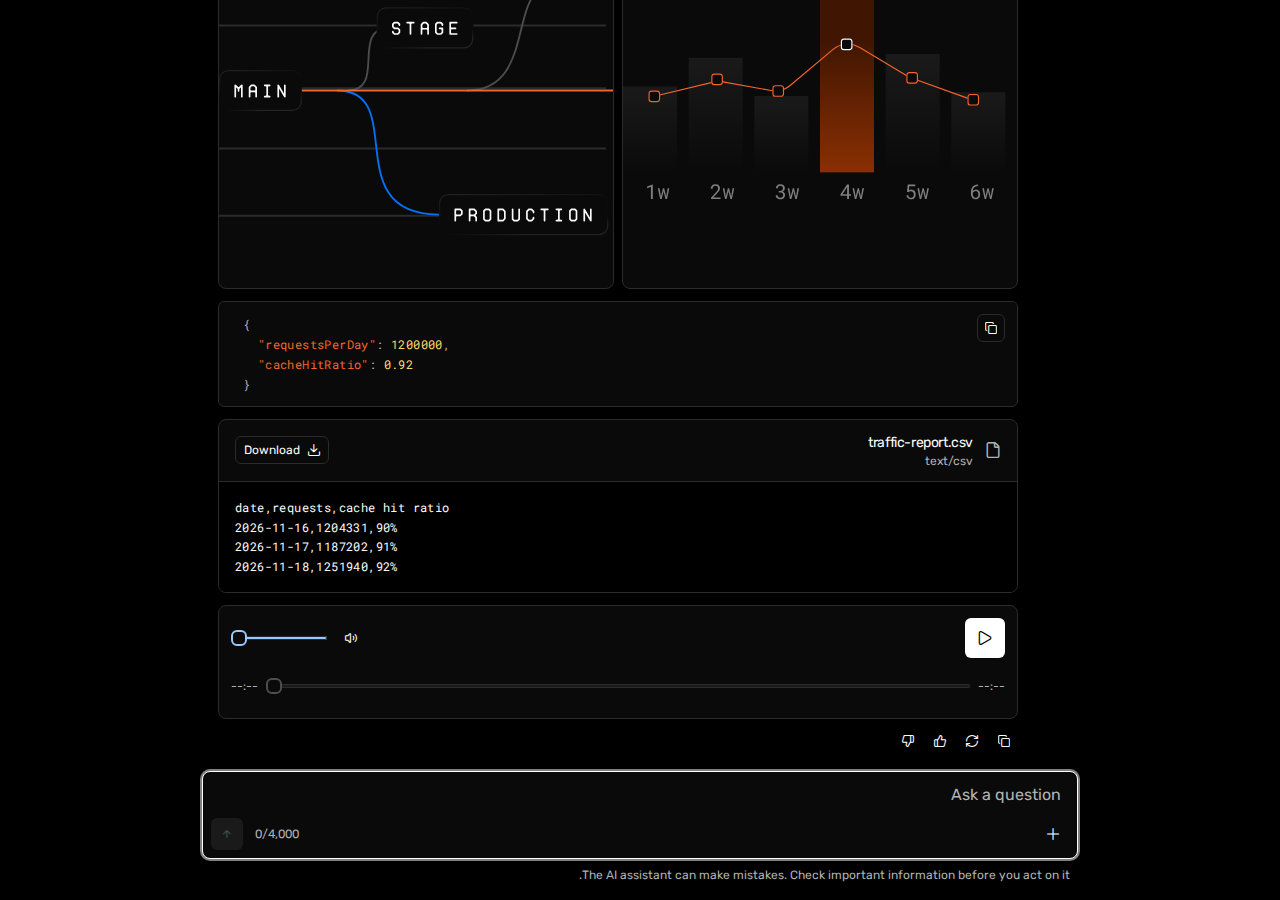 STAGE
MAIN
PRODUCTION
1w 2w 3w 4w 5w 6w
{
"requestsPerDay": 1200000,
"cacheHitRatio": 0.92
}
Download
traffic-report.csv
text/csv
date,requests,cache hit ratio
2026-11-16,1204331,90%
2026-11-17,1187202,91%
2026-11-18,1251940,92%
--:-- --:--
Ask a question
0/4,000
.The AI assistant can make mistakes. Check important information before you act on it